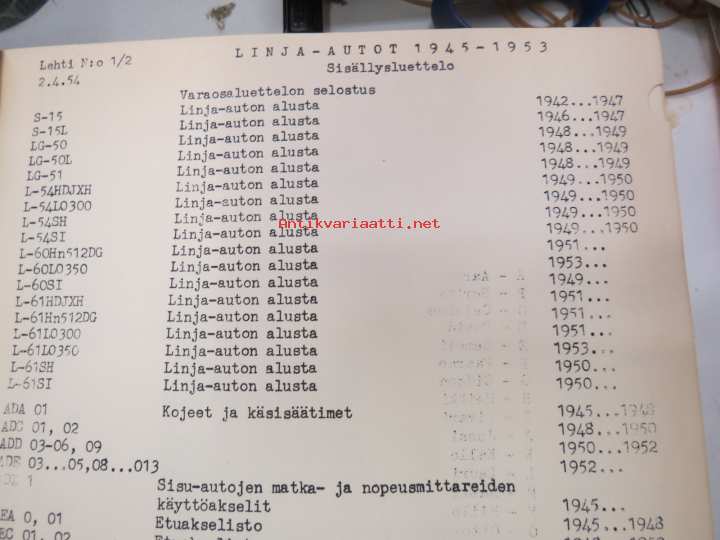 Lehti N:o 1/2
2.4.54
LINJA-AUTOT 1945-1953
Sisällysluettelo
Varaosaluettelon selostus
S-15 Linja-auton alusta 1942...1947
S-15L Linja-auton alusta 1946...1947
LG-50 Linja-auton alusta 1948...1949
LG-50L Linja-auton alusta 1948...1949
LG-51 Linja-auton alusta 1948...1949
L-54HDJXH Linja-auton alusta 1949...1950
L-54LO300 Linja-auton alusta 1949...1950
L-54SH Linja-auton alusta 1949...1950
L-54SI Linja-auton alusta 1949...1950
L-60Hn512DG Linja-auton alusta 1951...
L-60LO350 Linja-auton alusta 1953...
L-60SI Linja-auton alusta 1949...
L-61HDJXH Linja-auton alusta 1951...
L-61Hn512DG Linja-auton alusta 1951...
L-61LO300 Linja-auton alusta 1951...
L-61LO350 Linja-auton alusta 1953...
L-61SH Linja-auton alusta 1950...
L-61SI Linja-auton alusta 1950...
Antikvariaatti.net
ADA 01 Kojeet ja käsisäätimet 1945...1948
ADC 01, 02 1948...1950
ADD 03-06, 09 1950...1952
ADE 03...05,08...013 1952...
Sisu-autojen matka- ja nopeusmittareiden
käyttöakselit 1945...
AEA 0, 01 Etuakselisto 1945...1948